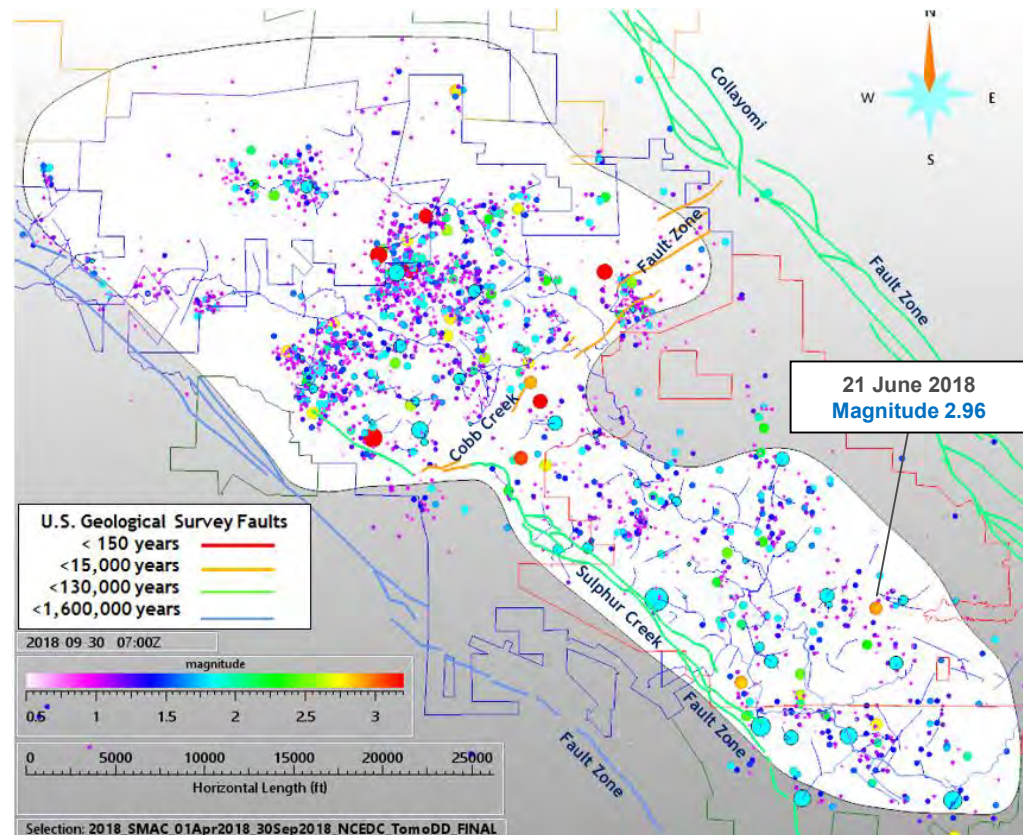 N
W
E
S
Collayomi
Fault Zone
Fault Zone
21 June 2018
Magnitude 2.96
Cobb Creek
U.S. Geological Survey Faults
< 150 years
<15,000 years
<130,000 years
<1,600,000 years
Sulphur Creek
Fault Zone
Fault Zone
2018-09-30 07:00Z
magnitude
0.5 1 1.5 2 2.5 3
0 5000 10000 15000 20000 25000
Horizontal Length (ft)
Selection: 2018_SMAC_01Apr2018_30Sep2018_NCEDC_TomoDD_FINAL